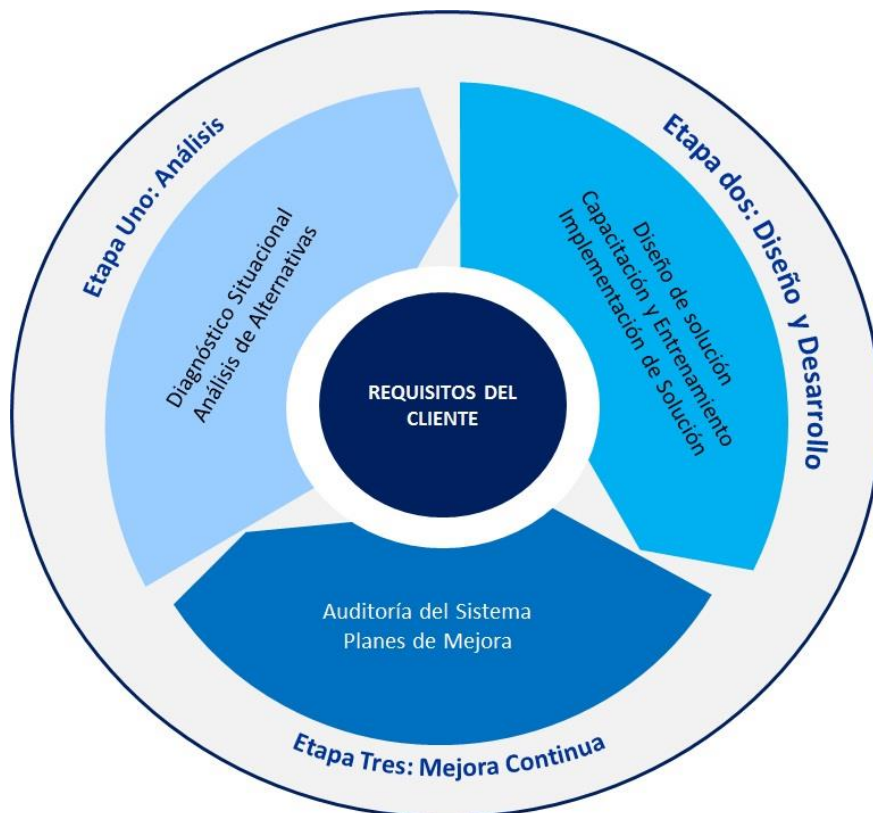 Etapa Uno: Análisis
Diagnóstico Situacional
Análisis de Alternativas
Etapa dos: Diseño y Desarrollo
Diseño de solución
Capacitación y Entrenamiento
Implementación de Solución
REQUISITOS DEL
CLIENTE
Auditoría del Sistema
Planes de Mejora
Etapa Tres: Mejora Continua